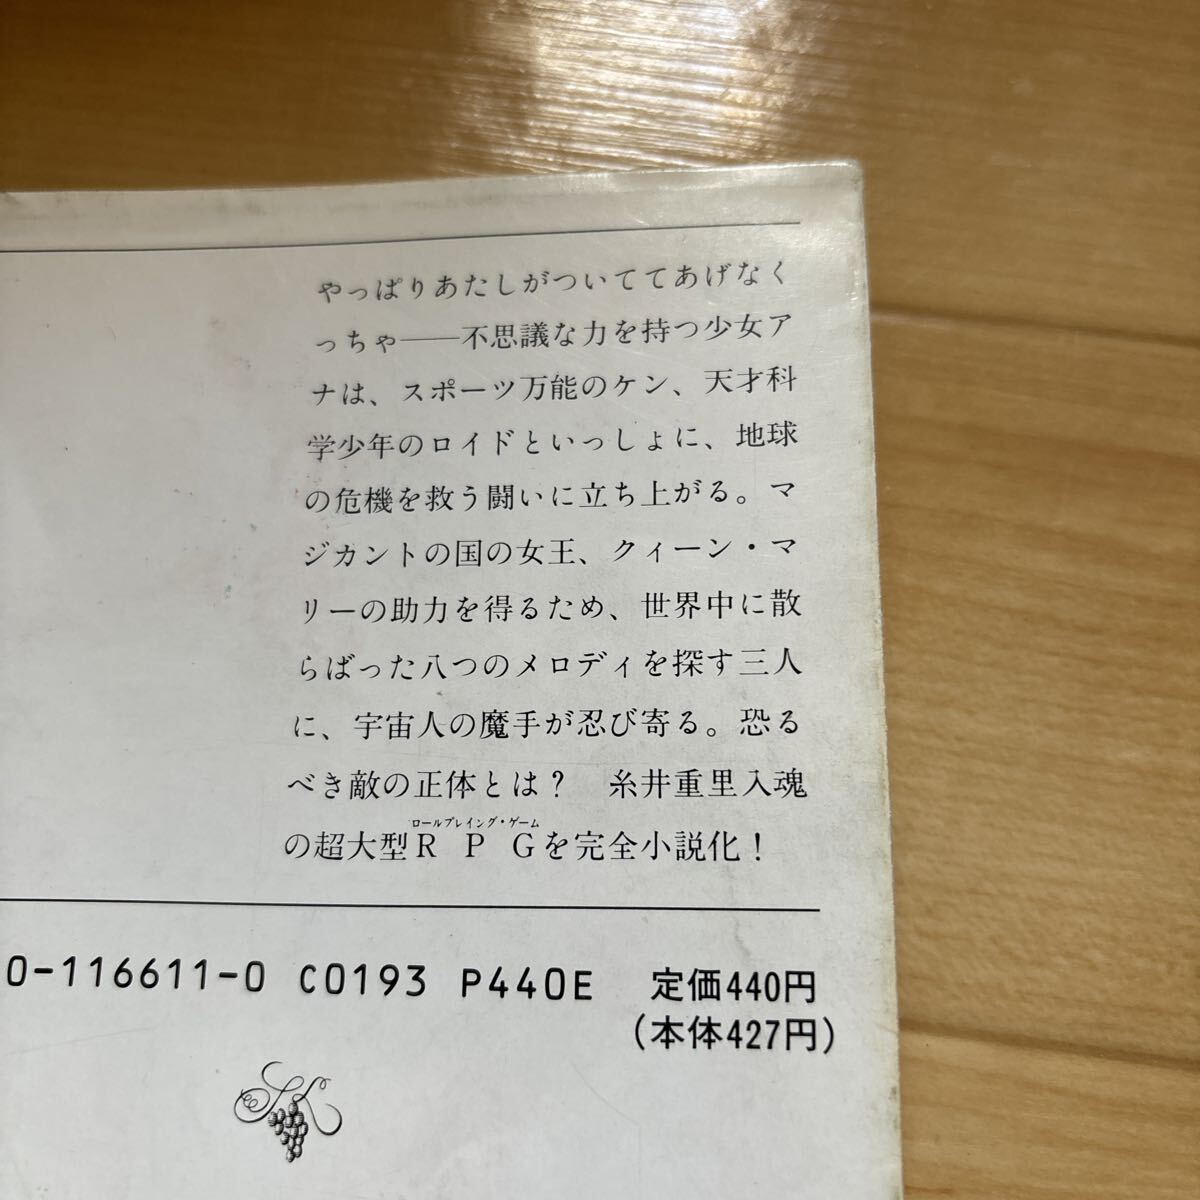 やっぱりあたしがついててあげなく
っちゃ――不思議な力を持つ少女ア
ナは、スポーツ万能のケン、天才科
学少年のロイドといっしょに、地球
の危機を救う闘いに立ち上がる。マ
ジカントの国の女王、クィーン・マ
リーの助力を得るため、世界中に散
らばった八つのメロディを探す三人
に、宇宙人の魔手が忍び寄る。恐る
べき敵の正体とは？　糸井重里入魂
ロールプレイング・ゲーム
の超大型RPGを完全小説化！
0-116611-0 C0193 P440E 定価440円
(本体427円)
SK